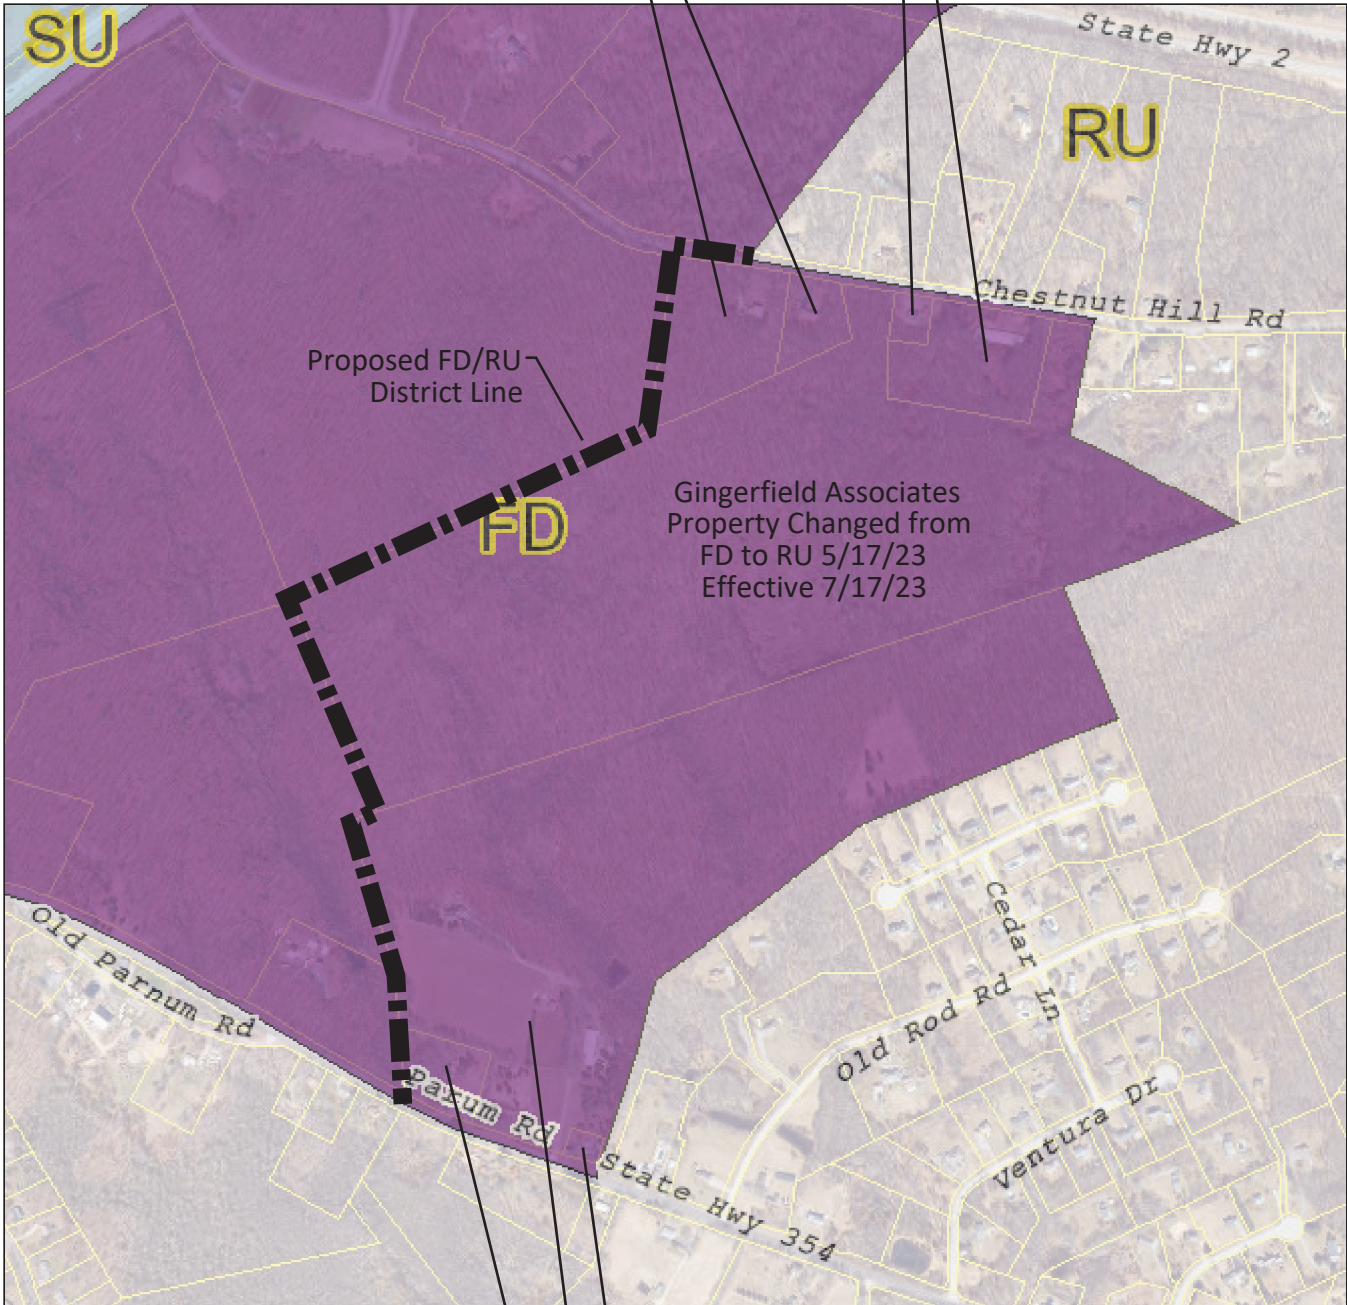 SU
State Hwy 2
RU
Chestnut Hill Rd
Proposed FD/RU
District Line
Gingerfield Associates
Property Changed from
FD to RU 5/17/23
Effective 7/17/23
FD
Cedar Ln
Old Parnum Rd
Old Rod Rd
Parum Rd
Ventura Dr
State Hwy 354